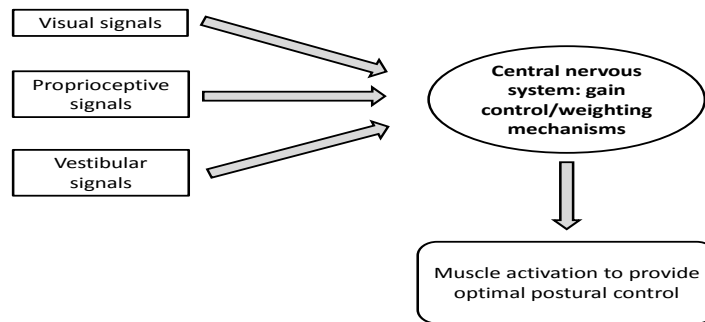 Visual signals
Proprioceptive
signals
Vestibular
signals
Central nervous
system: gain
control/weighting
mechanisms
Muscle activation to provide
optimal postural control